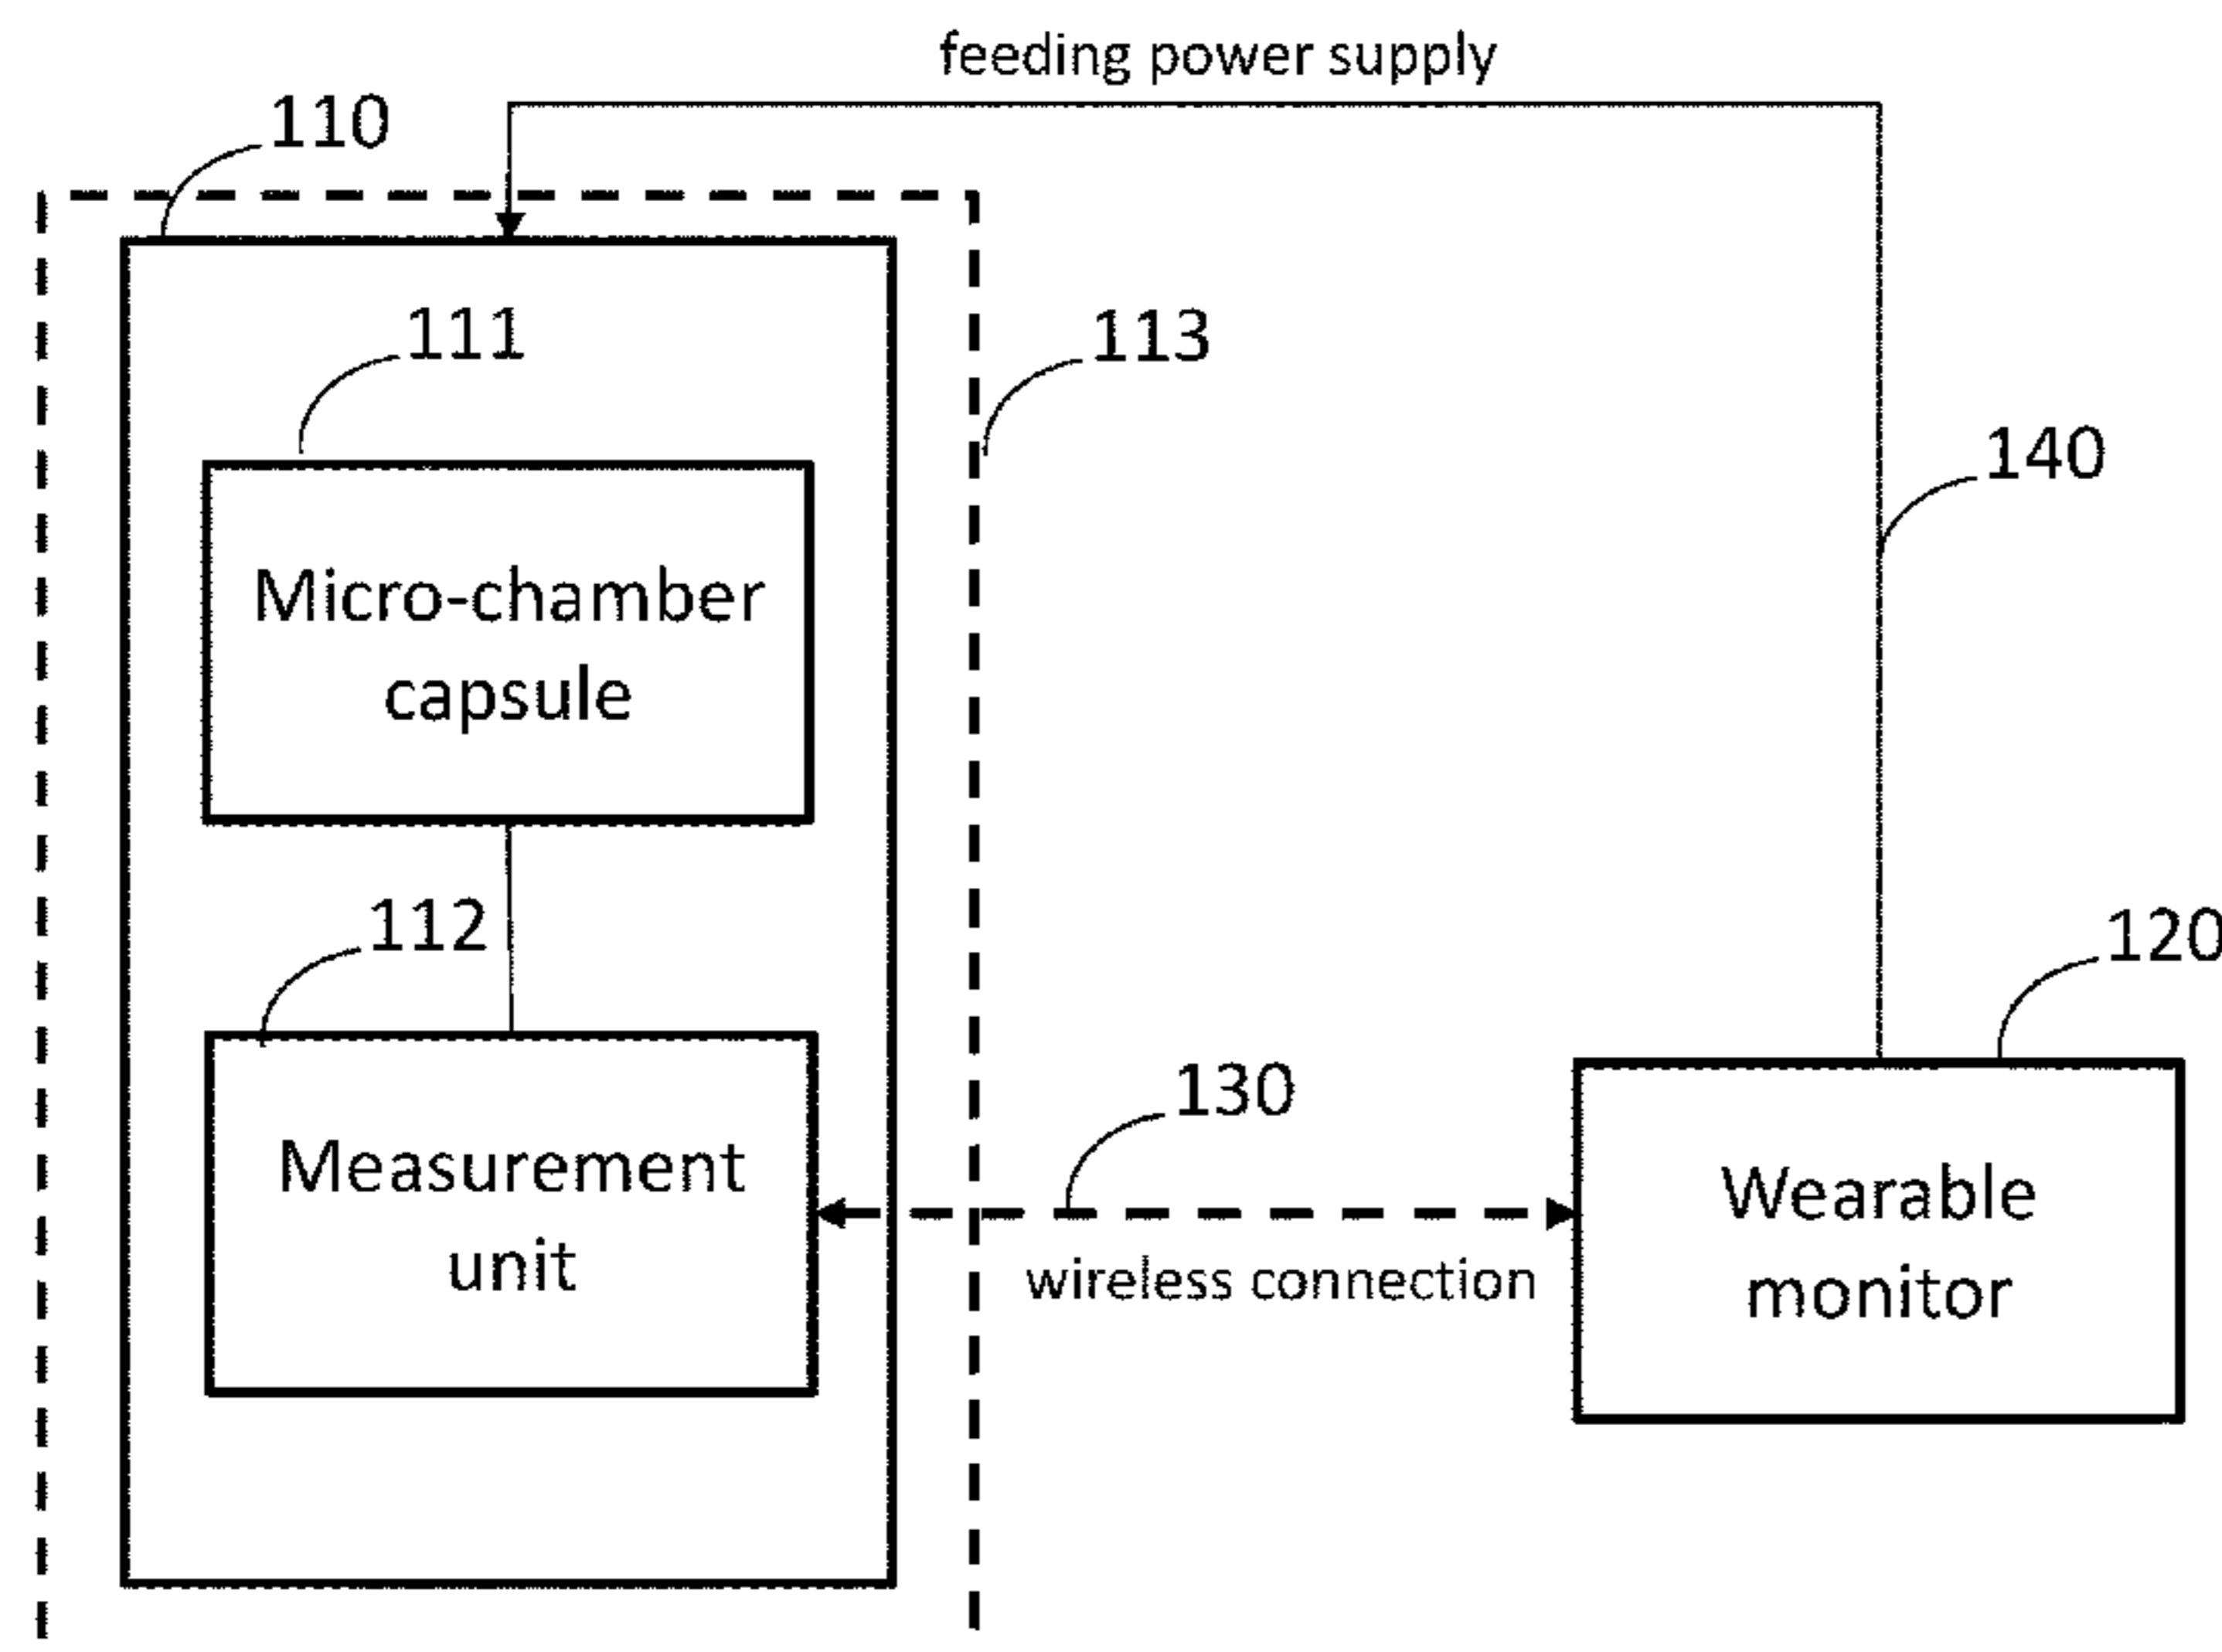 feeding power supply
110
111
113
140
Micro-chamber
capsule
112
120
130
Measurement
unit
Wearable
monitor
wireless connection